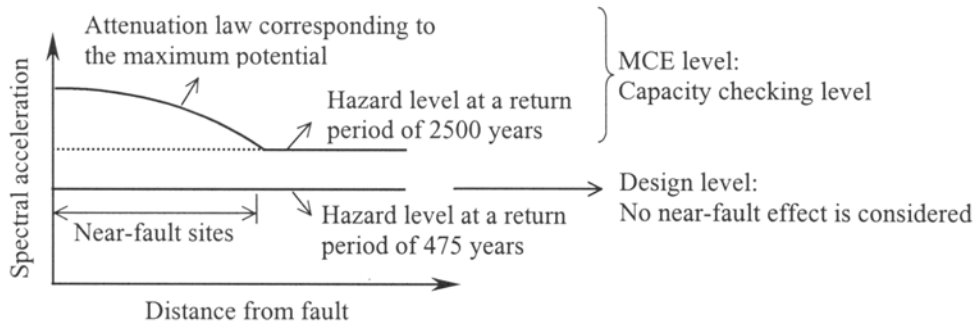 Attenuation law corresponding to
the maximum potential
MCE level:
Capacity checking level
Hazard level at a return
period of 2500 years
Spectral acceleration
Design level:
No near-fault effect is considered
Near-fault sites
Hazard level at a return
period of 475 years
Distance from fault